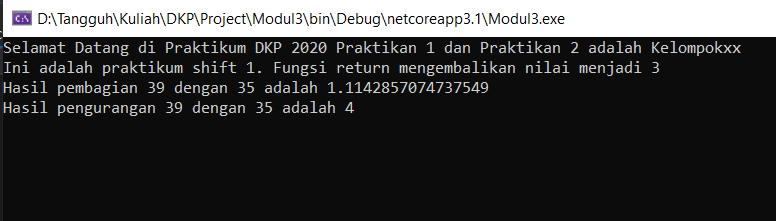 D:\Tangguh\Kuliah\DKP\Project\Modul3\bin\Debug\netcoreapp3.1\Modul3.exe
Selamat Datang di Praktikum DKP 2020 Praktikan 1 dan Praktikan 2 adalah Kelompokxx
Ini adalah praktikum shift 1. Fungsi return mengembalikan nilai menjadi 3
Hasil pembagian 39 dengan 35 adalah 1.1142857074737549
Hasil pengurangan 39 dengan 35 adalah 4